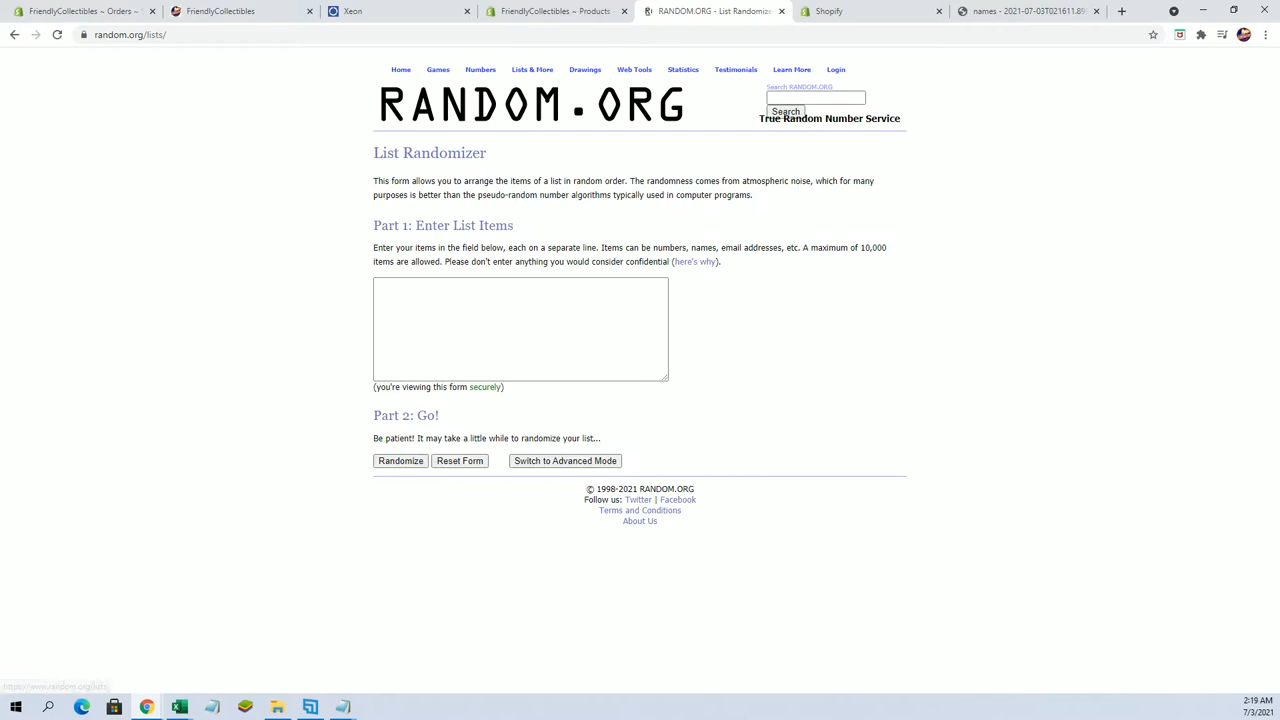 FriendlyCollectibles ~ Orders ~
FriendlyCollectibles
Xeon
FriendlyCollectibles ~ Products ~
RANDOM.ORG - List Randomizer
Shopify
names - 2021-07-03T021611.89
random.org/lists/
Home Games Numbers Lists & More Drawings Web Tools Statistics Testimonials Learn More Login
Search RANDOM.ORG
RANDOM.ORG
Search
True Random Number Service
List Randomizer
This form allows you to arrange the items of a list in random order. The randomness comes from atmospheric noise, which for many
purposes is better than the pseudo-random number algorithms typically used in computer programs.
Part 1: Enter List Items
Enter your items in the field below, each on a separate line. Items can be numbers, names, email addresses, etc. A maximum of 10,000
items are allowed. Please don't enter anything you would consider confidential (here's why).
(you're viewing this form securely)
Part 2: Go!
Be patient! It may take a little while to randomize your list...
Randomize Reset Form Switch to Advanced Mode
© 1998-2021 RANDOM.ORG
Follow us: Twitter | Facebook
Terms and Conditions
About Us
https://www.random.org/lists
2:19 AM
7/3/2021